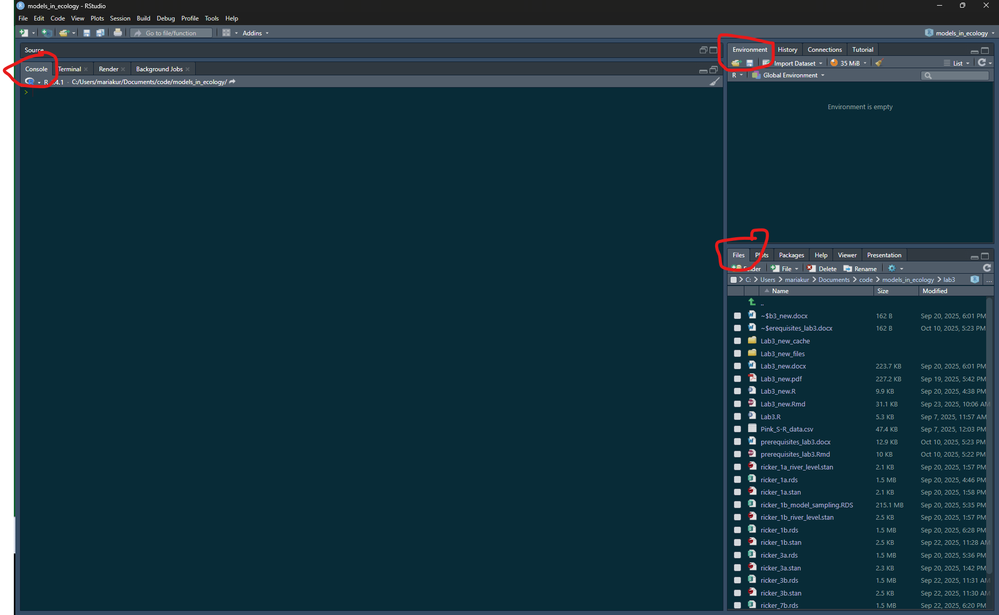 models_in_ecology - RStudio
File Edit Code View Plots Session Build Debug Profile Tools Help
Go to file/function Addins models_in_ecology
Source
Console Terminal Render Background Jobs
R .4.1 · C:/Users/mariakur/Documents/code/models_in_ecology/
>
Environment History Connections Tutorial
Import Dataset 35 MiB List
R Global Environment
Environment is empty
Files Plots Packages Help Viewer Presentation
Folder File Delete Rename
C: Users mariakur Documents code models_in_ecology lab3 ...
Name Size Modified
..
~$b3_new.docx 162 B Sep 20, 2025, 6:01 PM
~$erequisites_lab3.docx 162 B Oct 10, 2025, 5:23 PM
Lab3_new_cache
Lab3_new_files
Lab3_new.docx 223.7 KB Sep 20, 2025, 6:01 PM
Lab3_new.pdf 227.2 KB Sep 19, 2025, 5:42 PM
Lab3_new.R 9.9 KB Sep 20, 2025, 4:38 PM
Lab3_new.Rmd 31.1 KB Sep 23, 2025, 10:06 AM
Lab3.R 5.3 KB Sep 7, 2025, 11:57 AM
Pink_S-R_data.csv 47.4 KB Sep 7, 2025, 12:03 PM
prerequisites_lab3.docx 12.9 KB Oct 10, 2025, 5:23 PM
prerequisites_lab3.Rmd 10 KB Oct 10, 2025, 5:22 PM
ricker_1a_river_level.stan 2.1 KB Sep 20, 2025, 1:57 PM
ricker_1a.rds 1.5 MB Sep 20, 2025, 4:46 PM
ricker_1a.stan 2.1 KB Sep 20, 2025, 1:58 PM
ricker_1b_model_sampling.RDS 215.1 MB Sep 20, 2025, 5:35 PM
ricker_1b_river_level.stan 2.5 KB Sep 20, 2025, 1:57 PM
ricker_1b.rds 1.5 MB Sep 20, 2025, 6:28 PM
ricker_1b.stan 2.5 KB Sep 22, 2025, 11:28 AM
ricker_3a.rds 1.5 MB Sep 20, 2025, 5:36 PM
ricker_3a.stan 2.3 KB Sep 20, 2025, 1:42 PM
ricker_3b.rds 1.5 MB Sep 22, 2025, 11:31 AM
ricker_3b.stan 2.5 KB Sep 22, 2025, 11:30 AM
ricker_7b.rds 1.5 MB Sep 22, 2025, 6:20 PM